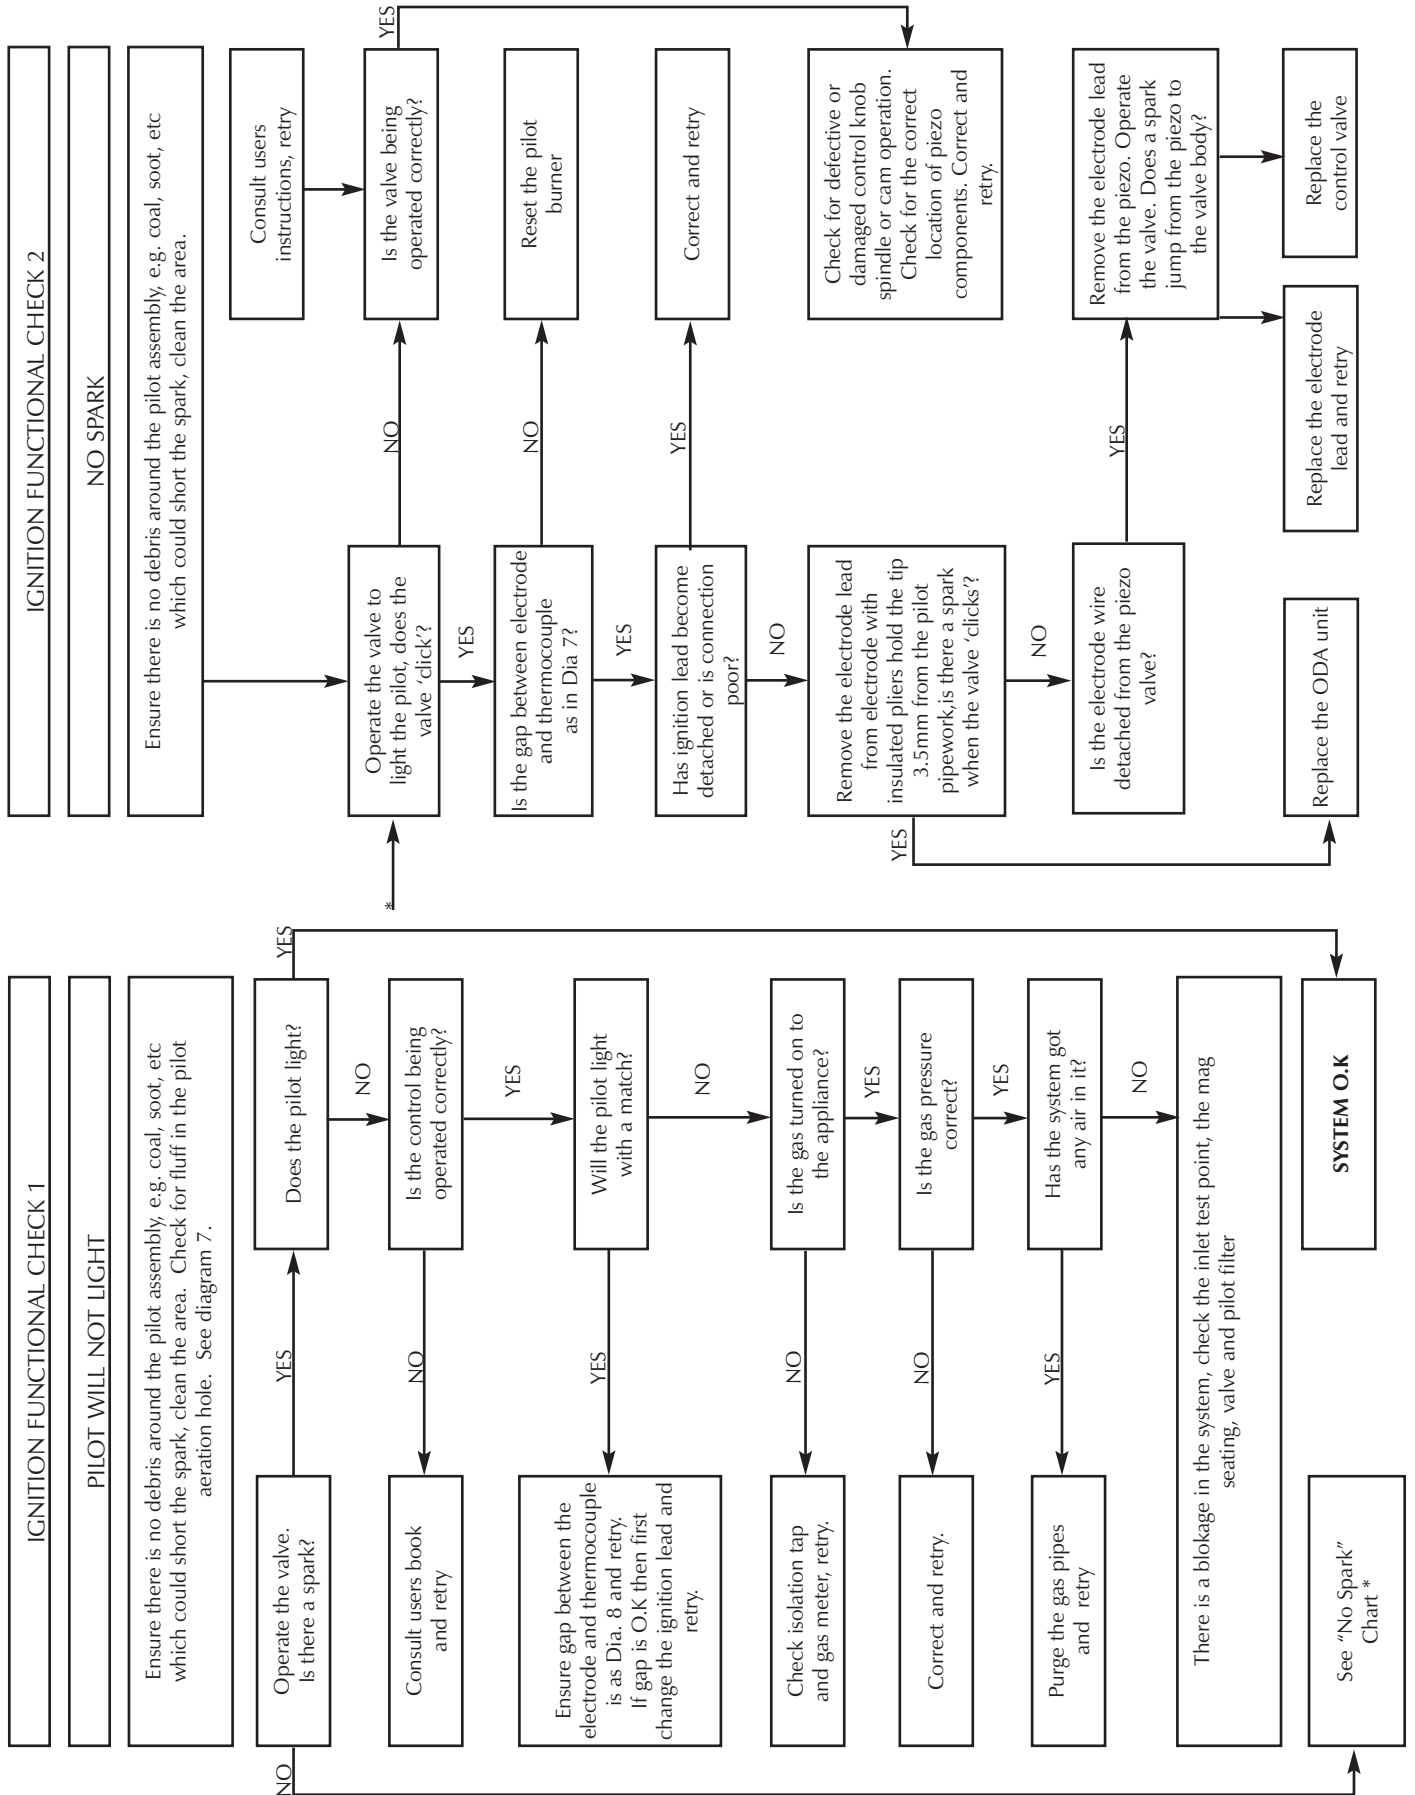 IGNITION FUNCTIONAL CHECK 1
PILOT WILL NOT LIGHT
Ensure there is no debris around the pilot assembly, e.g. coal, soot, etc
which could short the spark, clean the area. Check for fluff in the pilot
aeration hole. See diagram 7.
Operate the valve.
Is there a spark?
YES
NO
Does the pilot light?
YES
NO
Is the control being
operated correctly?
NO
Consult users book
and retry
YES
Will the pilot light
with a match?
YES
Ensure gap between the
electrode and thermocouple
is as Dia. 8 and retry.
If gap is O.K then first
change the ignition lead and
retry.
NO
Is the gas turned on to
the appliance?
NO
Check isolation tap
and gas meter, retry.
YES
Is the gas pressure
correct?
NO
Correct and retry.
YES
Has the system got
any air in it?
YES
Purge the gas pipes
and retry
NO
There is a blokage in the system, check the inlet test point, the mag
seating, valve and pilot filter
See “No Spark”
Chart *
SYSTEM O.K
IGNITION FUNCTIONAL CHECK 2
NO SPARK
Ensure there is no debris around the pilot assembly, e.g. coal, soot, etc
which could short the spark, clean the area.
Consult users
instructions, retry
*
Operate the valve to
light the pilot, does the
valve ‘click’?
NO
Is the valve being
operated correctly?
YES
YES
Is the gap between electrode
and thermocouple
as in Dia 7?
NO
Reset the pilot
burner
YES
Has ignition lead become
detached or is connection
poor?
YES
Correct and retry
NO
Remove the electrode lead
from electrode with
insulated pliers hold the tip
3.5mm from the pilot
pipework,is there a spark
when the valve ‘clicks’?
YES
Check for defective or
damaged control knob
spindle or cam operation.
Check for the correct
location of piezo
components. Correct and
retry.
NO
Is the electrode wire
detached from the piezo
valve?
YES
Remove the electrode lead
from the piezo. Operate
the valve. Does a spark
jump from the piezo to
the valve body?
Replace the ODA unit
Replace the electrode
lead and retry
Replace the
control valve